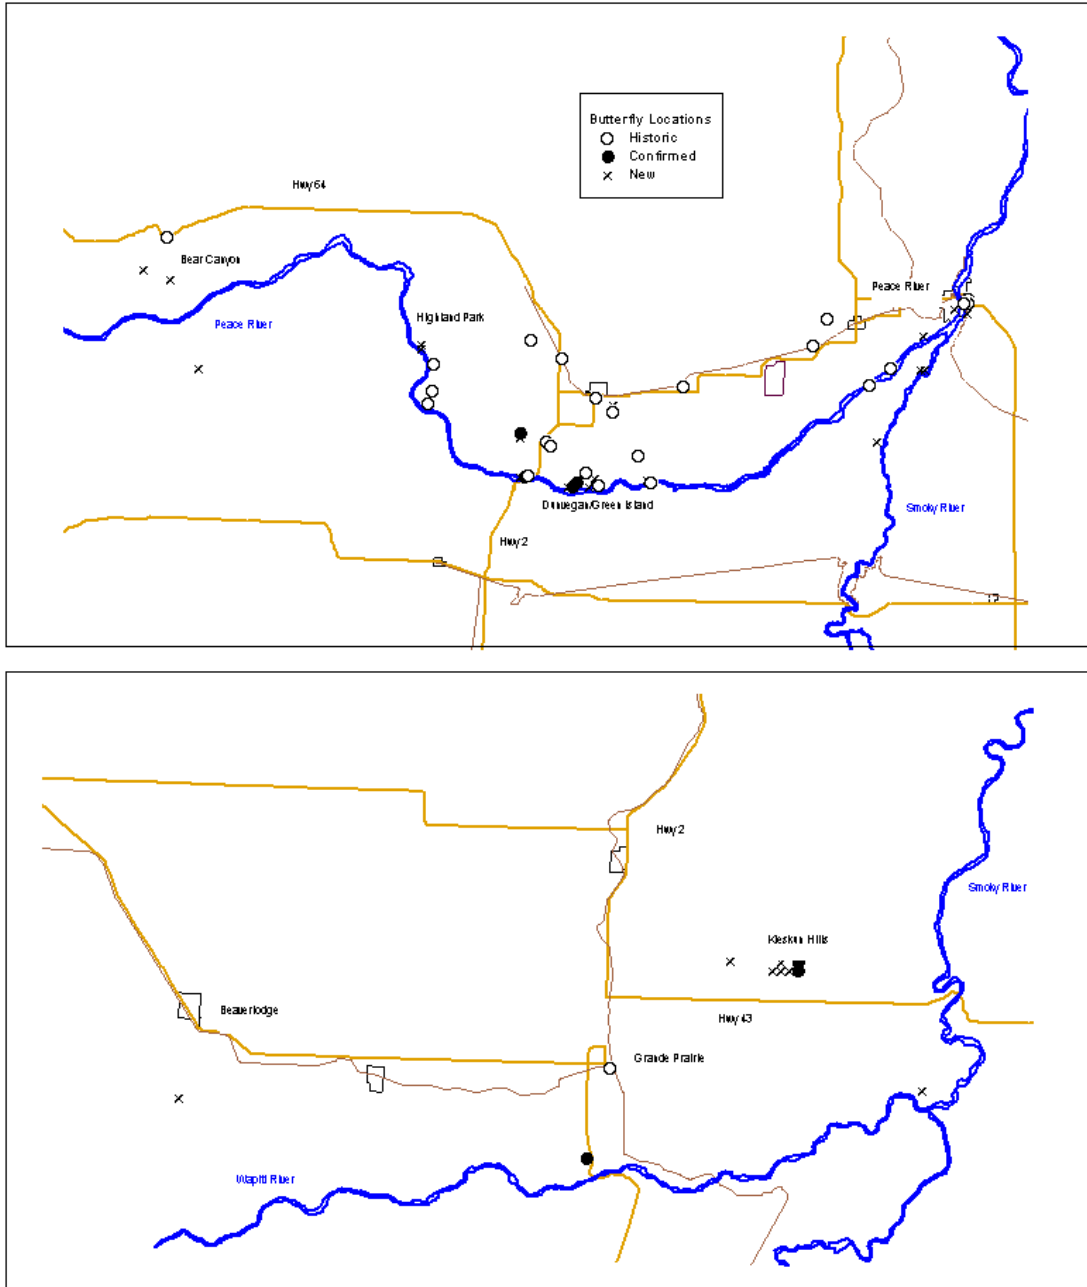 Butterfly Locations
Historic
Confirmed
New
Hwy 64
Bear Canyon
Peace River
Peace River
Highland Park
Dunvegan/Green Island
Smoky River
Hwy 2
Hwy 2
Smoky River
Kleskun Hills
Beaverlodge
Hwy 43
Grande Prairie
Wapiti River